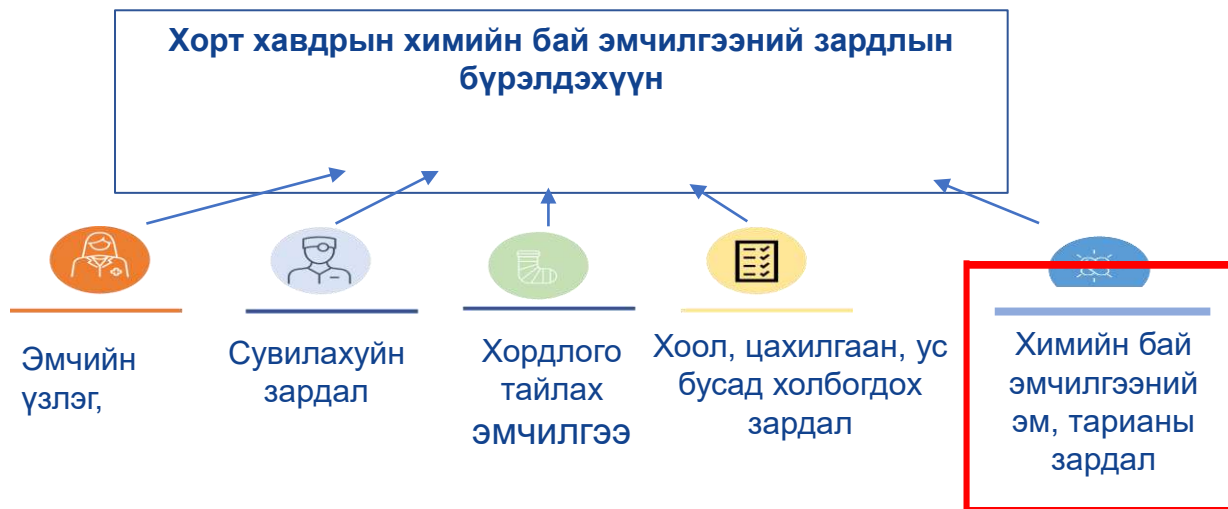 Хорт хавдрын химийн бай эмчилгээний зардлын
бүрэлдэхүүн
Эмчийн
үзлэг,
Сувилахуйн
зардал
Хордлого
тайлах
эмчилгээ
Хоол, цахилгаан, ус
бусад холбогдох
зардал
Химийн бай
эмчилгээний
эм, тарианы
зардал